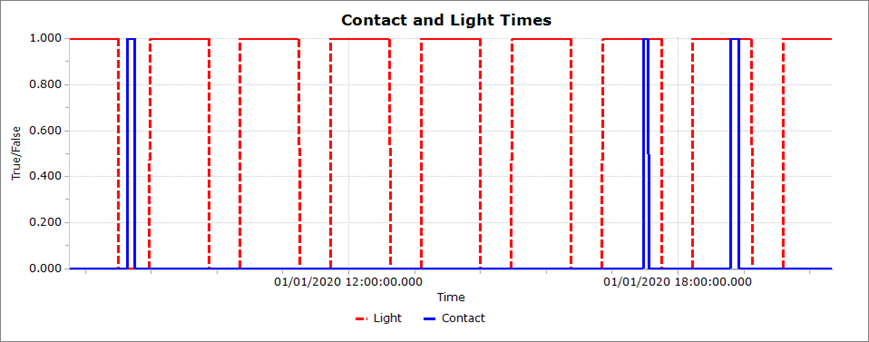 Contact and Light Times
1.000
0.800
0.600
0.400
0.200
0.000
True/False
01/01/2020 12:00:00.000 01/01/2020 18:00:00.000
Time
Light Contact